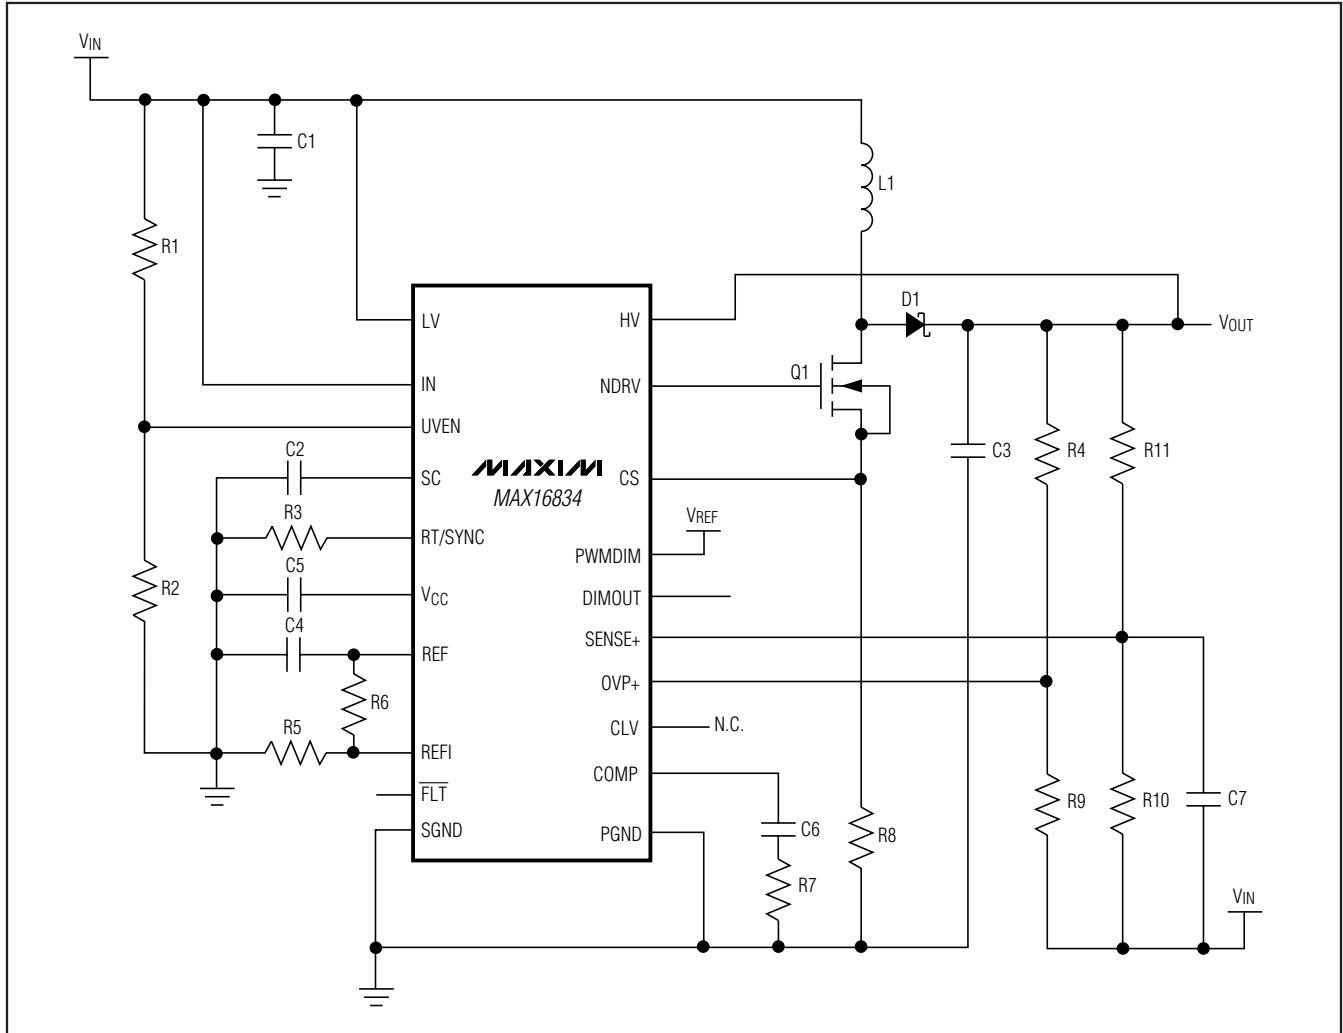 VIN
C1
L1
R1
D1
VOUT
LV
HV
Q1
IN
NDRV
UVEN
C2
MAXIM
C3
R4
R11
SC
CS
MAX16834
R3
VREF
RT/SYNC
PWMDIM
C5
R2
VCC
DIMOUT
C4
SENSE+
REF
OVP+
R6
R5
CLV
N.C.
REFI
COMP
FLT
R9
R10
C7
SGND
PGND
C6
R8
R7
VIN